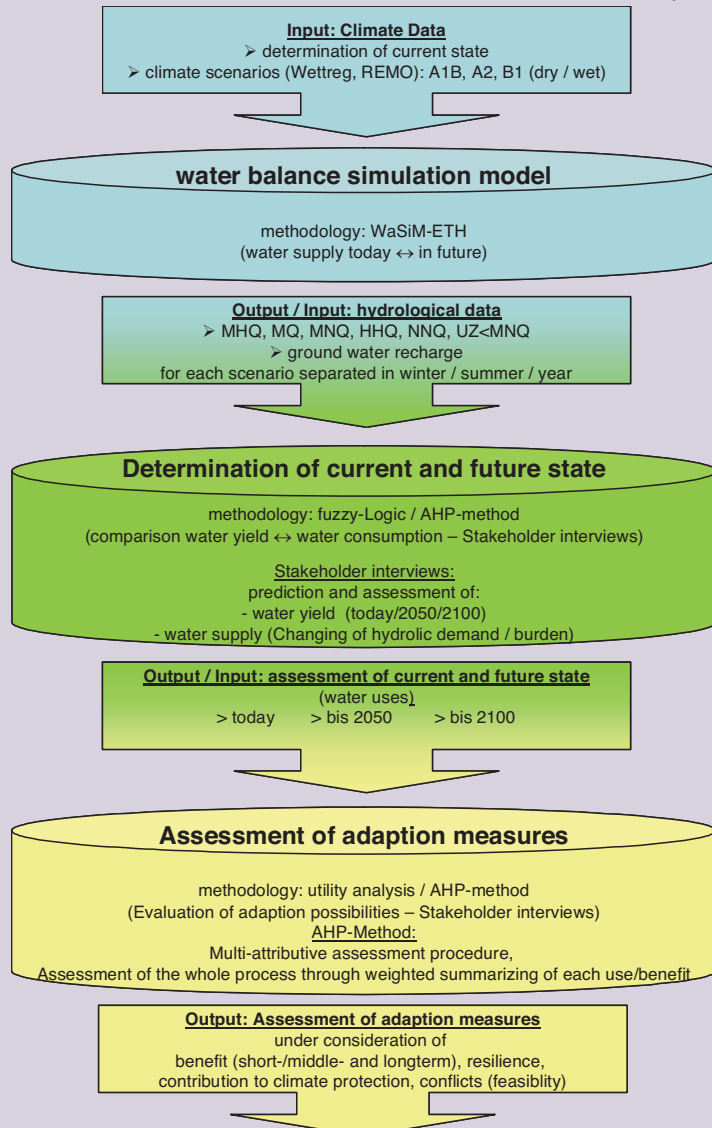 Input: Climate Data
➢ determination of current state
➢ climate scenarios (Wettreg, REMO): A1B, A2, B1 (dry / wet)
water balance simulation model
methodology: WaSiM-ETH
(water supply today ↔ in future)
Output / Input: hydrological data
➢ MHQ, MQ, MNQ, HHQ, NNQ, UZ<MNQ
➢ ground water recharge
for each scenario separated in winter / summer / year
Determination of current and future state
methodology: fuzzy-Logic / AHP-method
(comparison water yield ↔ water consumption – Stakeholder interviews)
Stakeholder interviews:
prediction and assessment of:
- water yield (today/2050/2100)
- water supply (Changing of hydrolic demand / burden)
Output / Input: assessment of current and future state
(water uses)
> today > bis 2050 > bis 2100
Assessment of adaption measures
methodology: utility analysis / AHP-method
(Evaluation of adaption possibilities – Stakeholder interviews)
AHP-Method:
Multi-attributive assessment procedure,
Assessment of the whole process through weighted summarizing of each use/benefit
Output: Assessment of adaption measures
under consideration of
benefit (short-/middle- and longterm), resilience,
contribution to climate protection, conflicts (feasiblity)